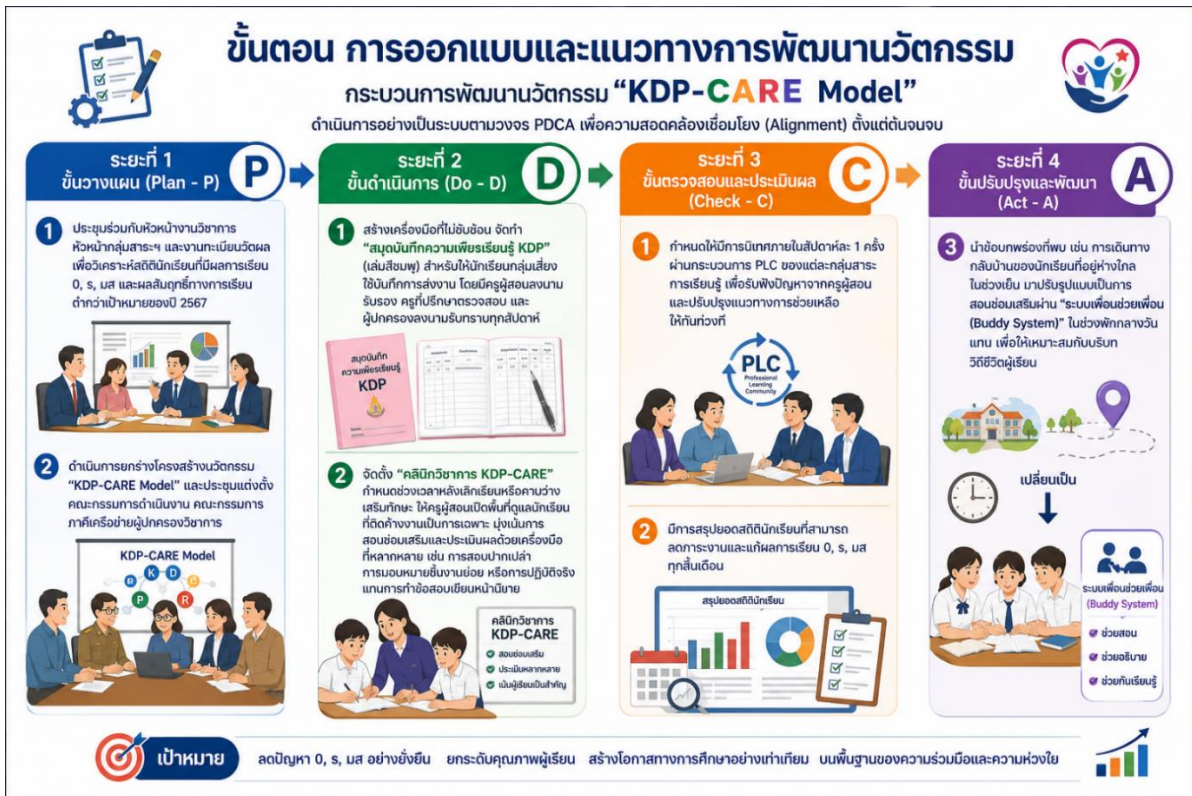 ขั้นตอน การออกแบบและแนวทางการพัฒนานวัตกรรม
กระบวนการพัฒนานวัตกรรม “KDP-CARE Model”
ดำเนินการอย่างเป็นระบบตามวงจร PDCA เพื่อความสอดคล้องเชื่อมโยง (Alignment) ตั้งแต่ต้นจนจบ
ระยะที่ 1
ขั้นวางแผน (Plan - P)
P
1
ประชุมร่วมกับหัวหน้างานวิชาการ
หัวหน้ากลุ่มสาระฯ และงานทะเบียนวัดผล
เพื่อวิเคราะห์สถิตินักเรียนที่มีผลการเรียน
0, ร, มส และผลสัมฤทธิ์ทางการเรียน
ต่ำกว่าเป้าหมายของปี 2567
2
ดำเนินการยกร่างโครงสร้างนวัตกรรม
“KDP-CARE Model” และประชุมแต่งตั้ง
คณะกรรมการดำเนินงาน คณะกรรมการ
ภาคีเครือข่ายผู้ปกครองวิชาการ
KDP-CARE Model
K
D
P
R
ระยะที่ 2
ขั้นดำเนินการ (Do - D)
D
1
สร้างเครื่องมือที่ไม่ซับซ้อน จัดทำ
“สมุดบันทึกความเพียรเรียนรู้ KDP”
(เล่มสีชมพู) สำหรับให้นักเรียนกลุ่มเสี่ยง
ใช้บันทึกการส่งงาน โดยมีครูผู้สอนลงนาม
รับรอง ครูที่ปรึกษาตรวจสอบ และ
ผู้ปกครองลงนามรับทราบทุกสัปดาห์
สมุดบันทึก
ความเพียรเรียนรู้
KDP
2
จัดตั้ง “คลินิกวิชาการ KDP-CARE”
กำหนดช่วงเวลาหลังเลิกเรียนหรือคาบว่าง
เสริมทักษะ ให้ครูผู้สอนเปิดพื้นที่ดูแลนักเรียน
ที่ติดค้างงานเป็นการเฉพาะ มุ่งเน้นการ
สอนซ่อมเสริมและประเมินผลด้วยเครื่องมือ
ที่หลากหลาย เช่น การสอบปากเปล่า
การมอบหมายชิ้นงานย่อย หรือการปฏิบัติจริง
แทนการทำข้อสอบเขียนหน้านิยาย
คลินิกวิชาการ
KDP-CARE
สอนซ่อมเสริม
ประเมินหลากหลาย
เน้นผู้เรียนเป็นสำคัญ
ระยะที่ 3
ขั้นตรวจสอบและประเมินผล
(Check - C)
C
1
กำหนดให้มีการนิเทศภายในสัปดาห์ละ 1 ครั้ง
ผ่านกระบวนการ PLC ของแต่ละกลุ่มสาระ
การเรียนรู้ เพื่อรับฟังปัญหาจากครูผู้สอน
และปรับปรุงแนวทางการช่วยเหลือ
ให้ทันท่วงที
PLC
Professional
Learning
Community
2
มีการสรุปยอดสถิตินักเรียนที่สามารถ
ลดภาระงานและแก้ผลการเรียน 0, ร, มส
ทุกสิ้นเดือน
สรุปยอดสถิตินักเรียน
ระยะที่ 4
ขั้นปรับปรุงและพัฒนา
(Act - A)
A
3
นำข้อบกพร่องที่พบ เช่น การเดินทาง
กลับบ้านของนักเรียนที่อยู่ห่างไกล
ในช่วงเย็น มาปรับรูปแบบเป็นการ
สอนซ่อมเสริมผ่าน “ระบบเพื่อนช่วยเพื่อน
(Buddy System)” ในช่วงพักกลางวัน
แทน เพื่อให้เหมาะสมกับบริบท
วิถีชีวิตผู้เรียน
เปลี่ยนเป็น
ระบบเพื่อนช่วยเพื่อน
(Buddy System)
ช่วยสอน
ช่วยอธิบาย
ช่วยกันเรียนรู้
เป้าหมาย
ลดปัญหา 0, ร, มส อย่างยั่งยืน ยกระดับคุณภาพผู้เรียน สร้างโอกาสทางการศึกษาอย่างเท่าเทียม บนพื้นฐานของความร่วมมือและความห่วงใย